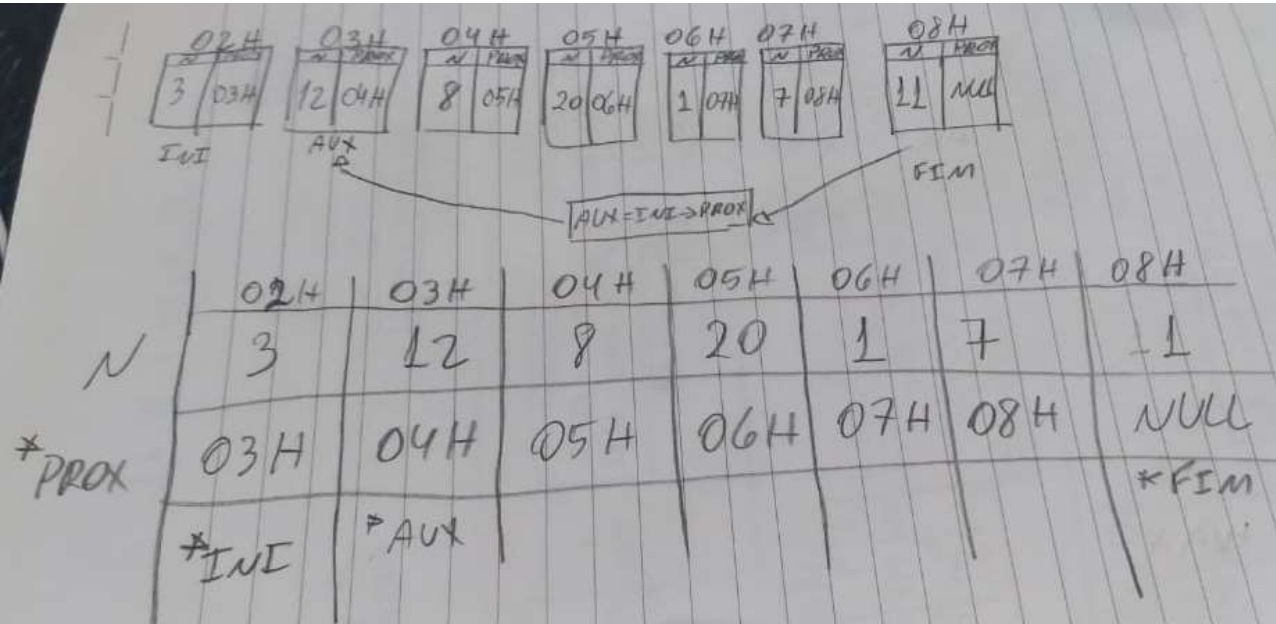 02H 03H 04H 05H 06H 07H 08H
N PROX N PROX N PROX N PROX N PROX N PROX N PROX
3 03H 12 04H 8 05H 20 06H 1 07H 7 08H 11 NULL
INI AUX FIM
AUX=INI->PROX
02H 03H 04H 05H 06H 07H 08H
N 3 12 8 20 1 7 -1
*PROX 03H 04H 05H 06H 07H 08H NULL
*INI *AUX *FIM